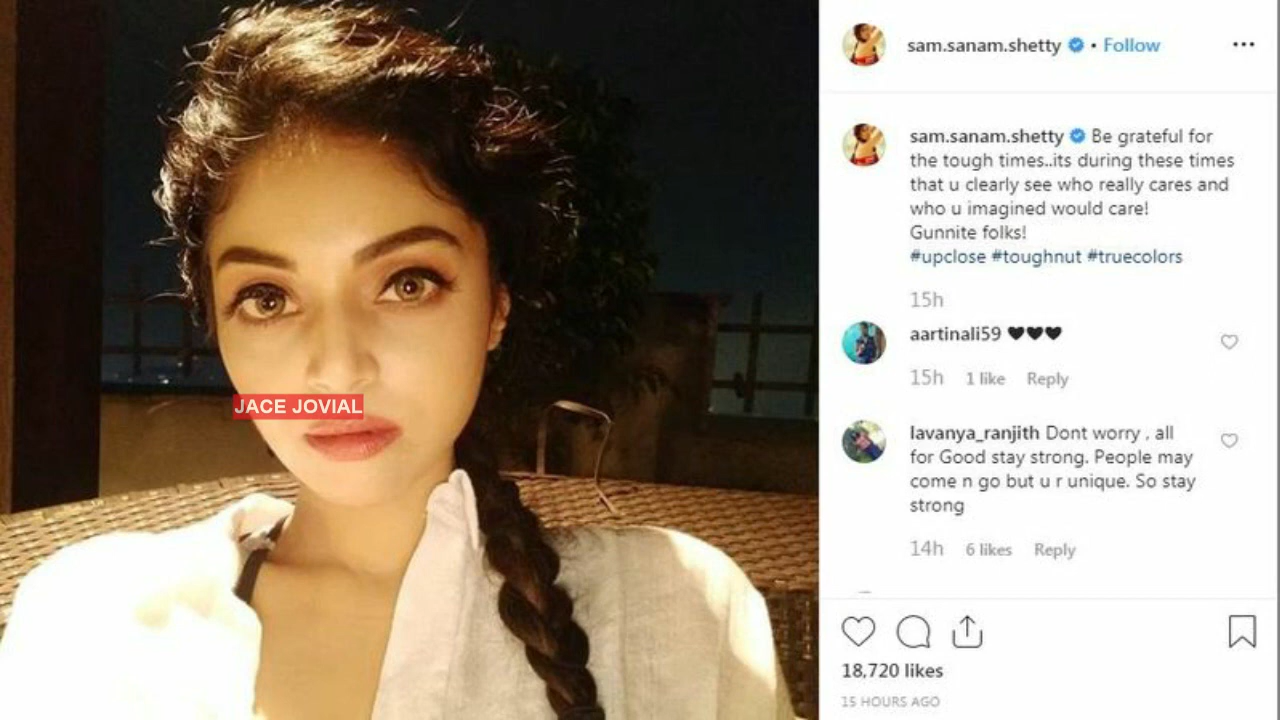 JACE JOVIAL
sam.sanam.shetty • Follow
sam.sanam.shetty Be grateful for
the tough times..its during these times
that u clearly see who really cares and
who u imagined would care!
Gunnite folks!
#upclose #toughnut #truecolors
15h
aartinali59 🖤🖤🖤
15h 1 like Reply
lavanya_ranjith Dont worry , all
for Good stay strong. People may
come n go but u r unique. So stay
strong
14h 6 likes Reply
18,720 likes
15 HOURS AGO